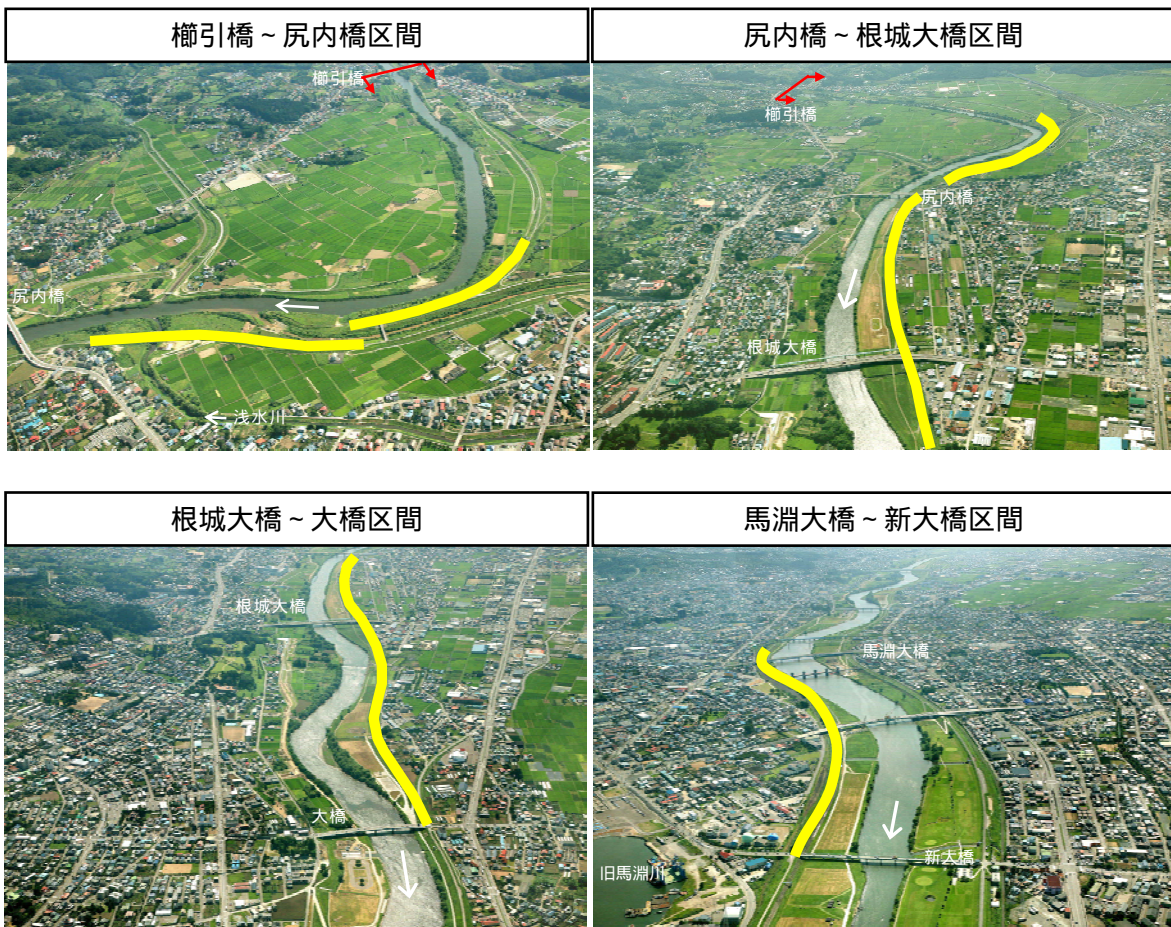 櫛引橋~尻内橋区間
尻内橋~根城大橋区間
櫛引橋
尻内橋
浅水川
櫛引橋
尻内橋
根城大橋
根城大橋~大橋区間
馬淵大橋~新大橋区間
根城大橋
大橋
馬淵大橋
新大橋
旧馬淵川